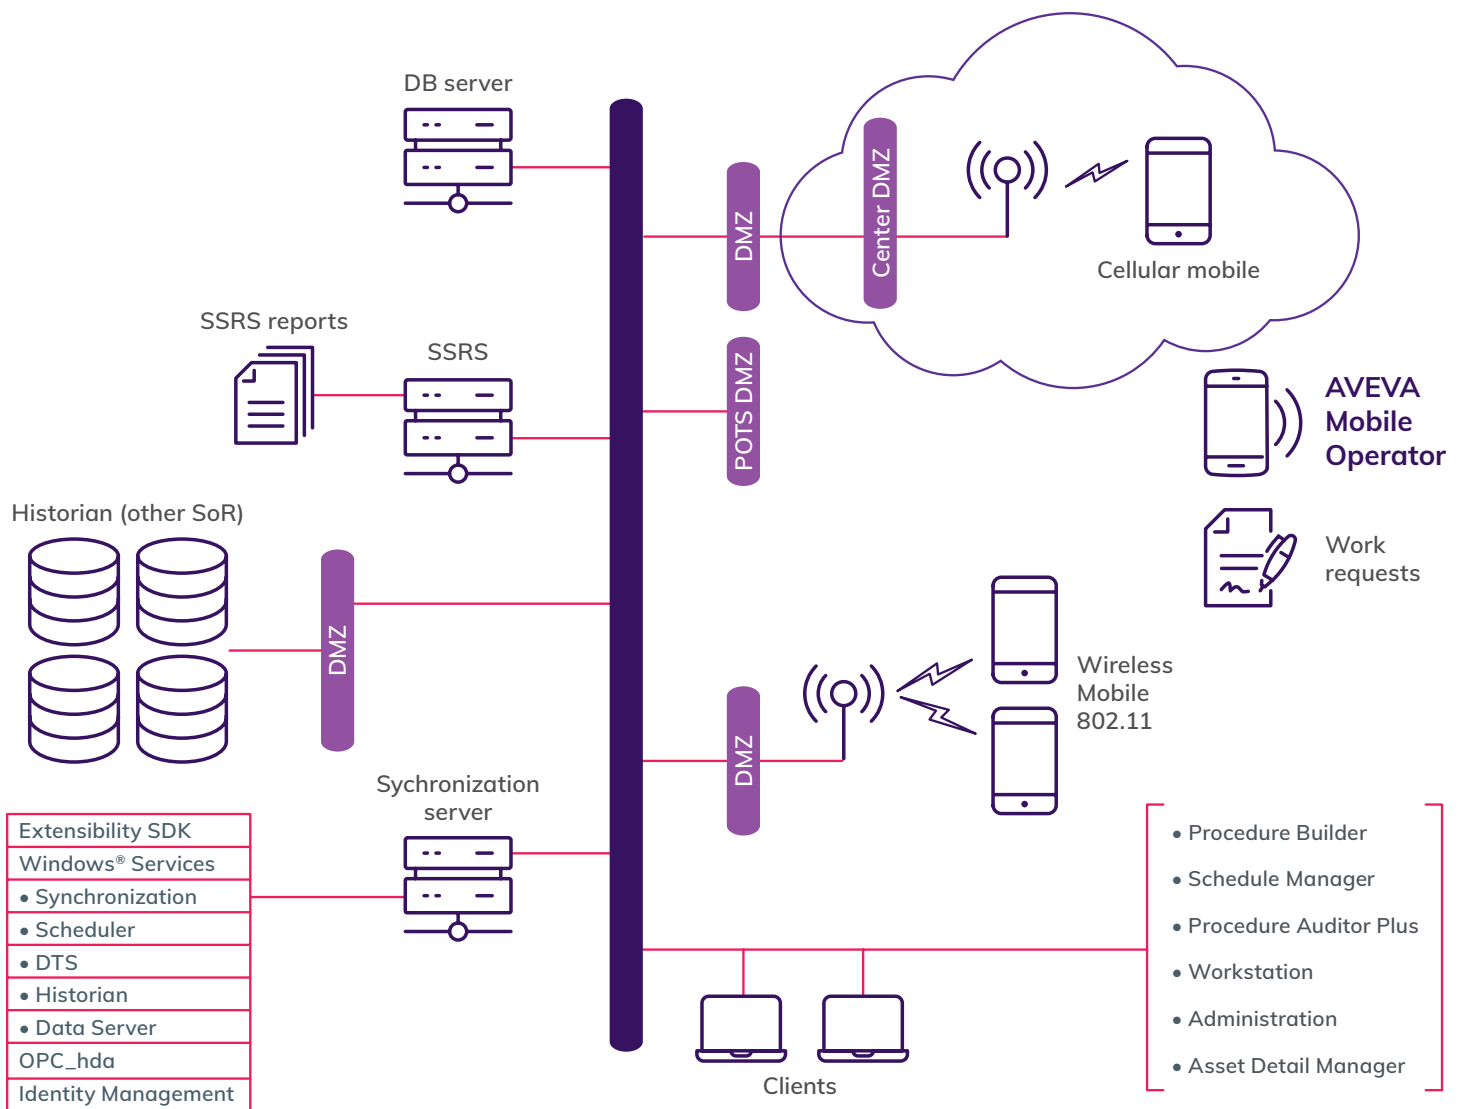 DB server
DMZ
Center DMZ
Cellular mobile
SSRS reports
SSRS
POTS DMZ
AVEVA
Mobile
Operator
Historian (other SoR)
DMZ
Work
requests
Wireless
Mobile
802.11
DMZ
Sychronization
server
Extensibility SDK
Windows® Services
• Synchronization
• Scheduler
• DTS
• Historian
• Data Server
OPC_hda
Identity Management
Clients
• Procedure Builder
• Schedule Manager
• Procedure Auditor Plus
• Workstation
• Administration
• Asset Detail Manager